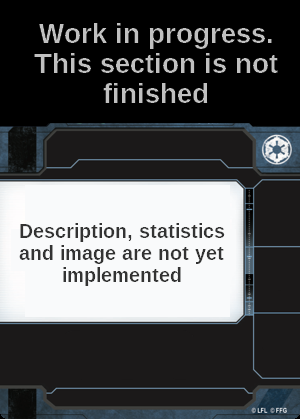 Work in progress.
This section is not
finished
Description, statistics
and image are not yet
implemented
© LFL © FFG